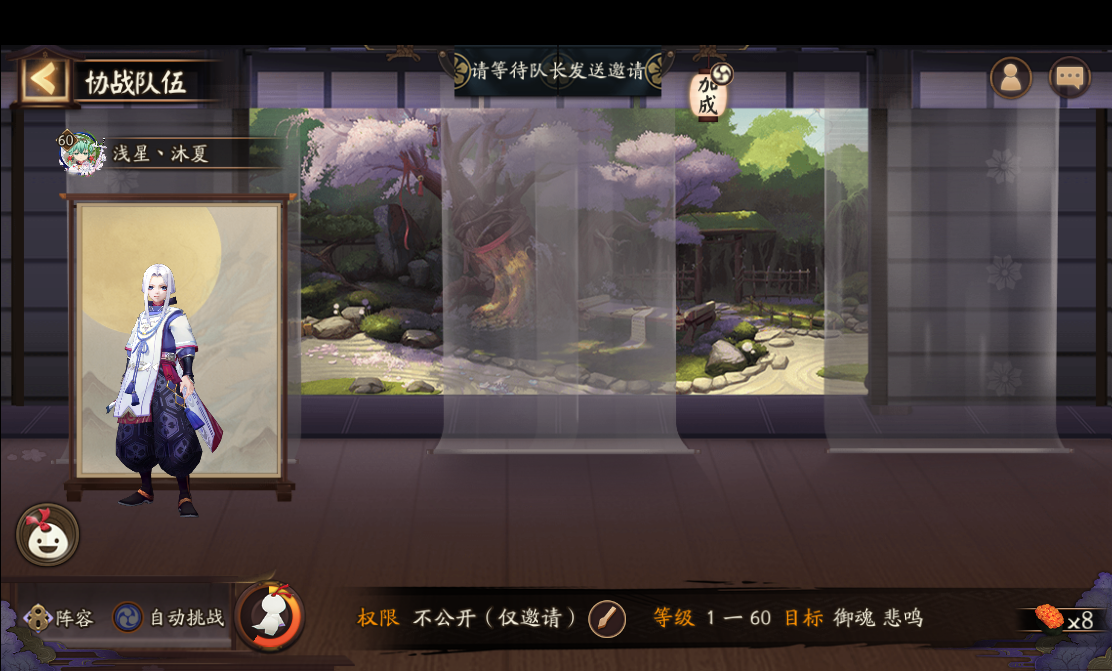 请等待队长发送邀请
协战队伍
加成
60
浅星、沐夏
阵容
自动挑战
权限 不公开（仅邀请） 等级 1 一 60 目标 御魂 悲鸣
x8